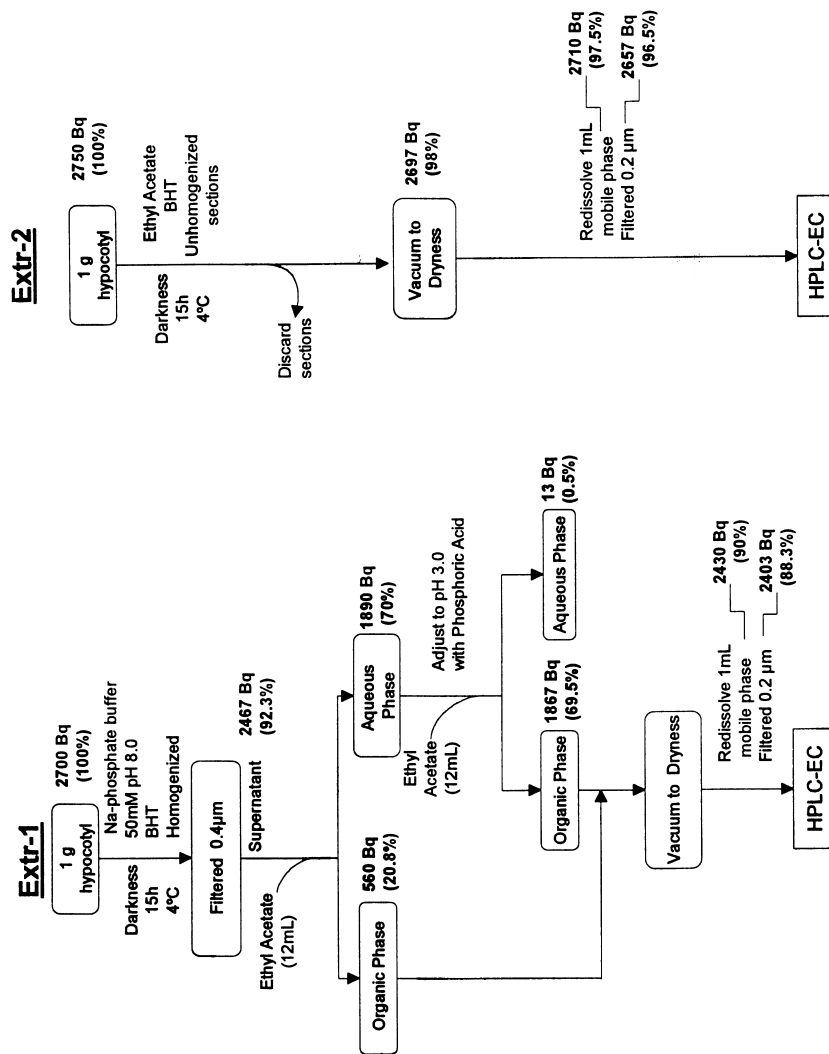 Extr-1
1 g
hypocotyl
2700 Bq
(100%)
Darkness
15h
4ºC
Na-phosphate buffer
50mM pH 8.0
BHT
Homogenized
Filtered 0.4µm
Supernatant
2467 Bq
(92.3%)
Ethyl Acetate
(12mL)
560 Bq
(20.8%)
Organic Phase
1890 Bq
(70%)
Aqueous
Phase
Ethyl
Acetate
(12mL)
Adjust to pH 3.0
with Phosphoric Acid
1867 Bq
(69.5%)
Organic Phase
Aqueous Phase
13 Bq
(0.5%)
Vacuum to Dryness
Redissolve 1mL
mobile phase
Filtered 0.2 µm
2430 Bq
(90%)
2403 Bq
(88.3%)
HPLC-EC
Extr-2
1 g
hypocotyl
2750 Bq
(100%)
Darkness
15h
4ºC
Ethyl Acetate
BHT
Unhomogenized
sections
Discard
sections
Vacuum to
Dryness
2697 Bq
(98%)
Redissolve 1mL
mobile phase
Filtered 0.2 µm
2710 Bq
(97.5%)
2657 Bq
(96.5%)
HPLC-EC